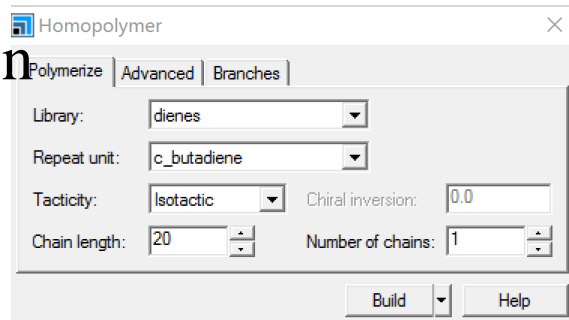 Homopolymer
n
Polymerize Advanced Branches
Library: dienes
Repeat unit: c_butadiene
Tacticity: Isotactic Chiral inversion: 0.0
Chain length: 20 Number of chains: 1
Build Help